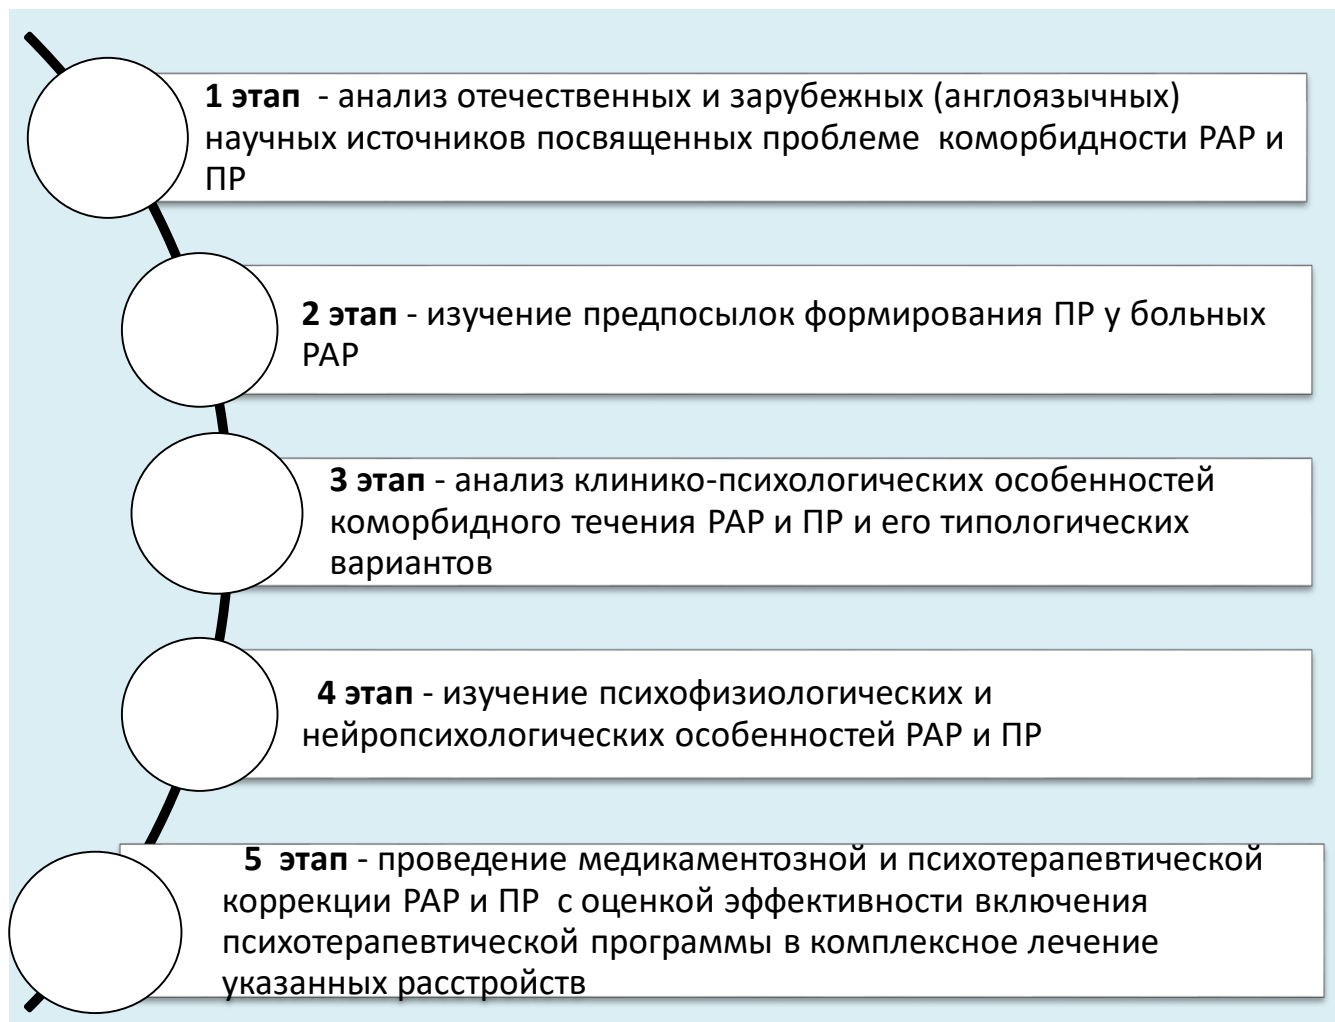 1 этап - анализ отечественных и зарубежных (англоязычных)
научных источников посвященных проблеме коморбидности РАР и
ПР
2 этап - изучение предпосылок формирования ПР у больных
РАР
3 этап - анализ клинико-психологических особенностей
коморбидного течения РАР и ПР и его типологических
вариантов
4 этап - изучение психофизиологических и
нейропсихологических особенностей РАР и ПР
5 этап - проведение медикаментозной и психотерапевтической
коррекции РАР и ПР с оценкой эффективности включения
психотерапевтической программы в комплексное лечение
указанных расстройств